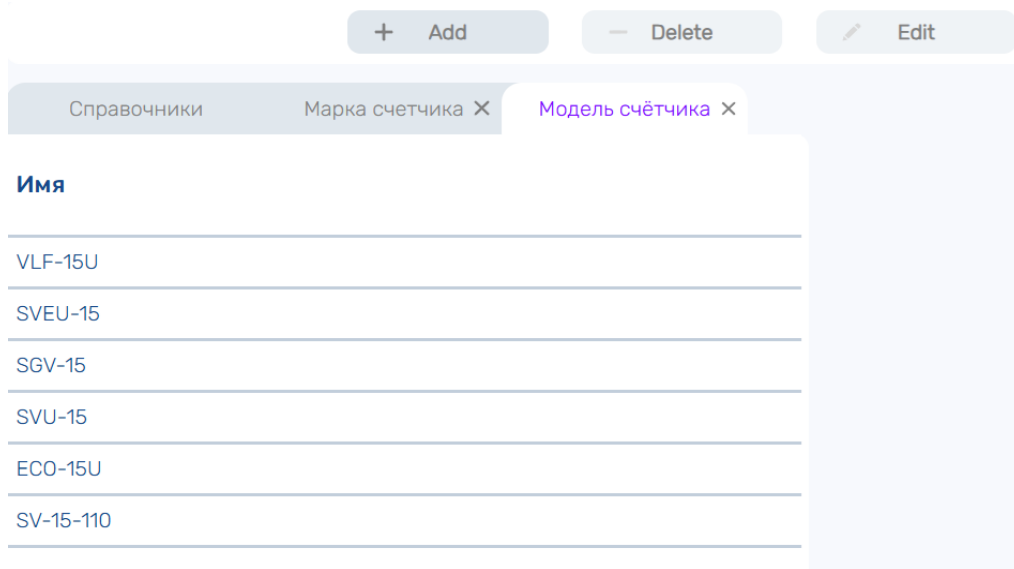 + Add − Delete Edit
Справочники Марка счетчика × Модель счётчика ×
Имя
VLF-15U
SVEU-15
SGV-15
SVU-15
ECO-15U
SV-15-110